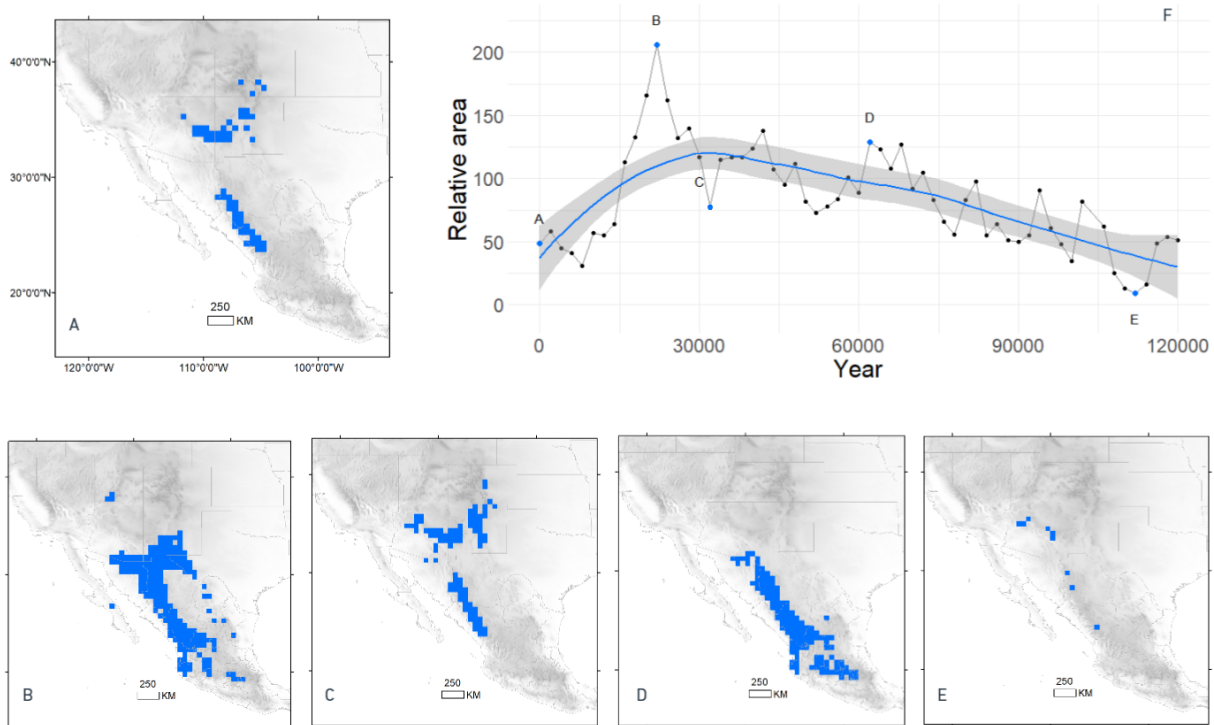 40°0'0"N
30°0'0"N
20°0'0"N
250
KM
A
120°0'0"W 110°0'0"W 100°0'0"W
F
B
200
D
150
100
C
A
50
0
E
Relative area
0 30000 60000 90000 120000
Year
250
KM
B
250
KM
C
250
KM
D
250
KM
E